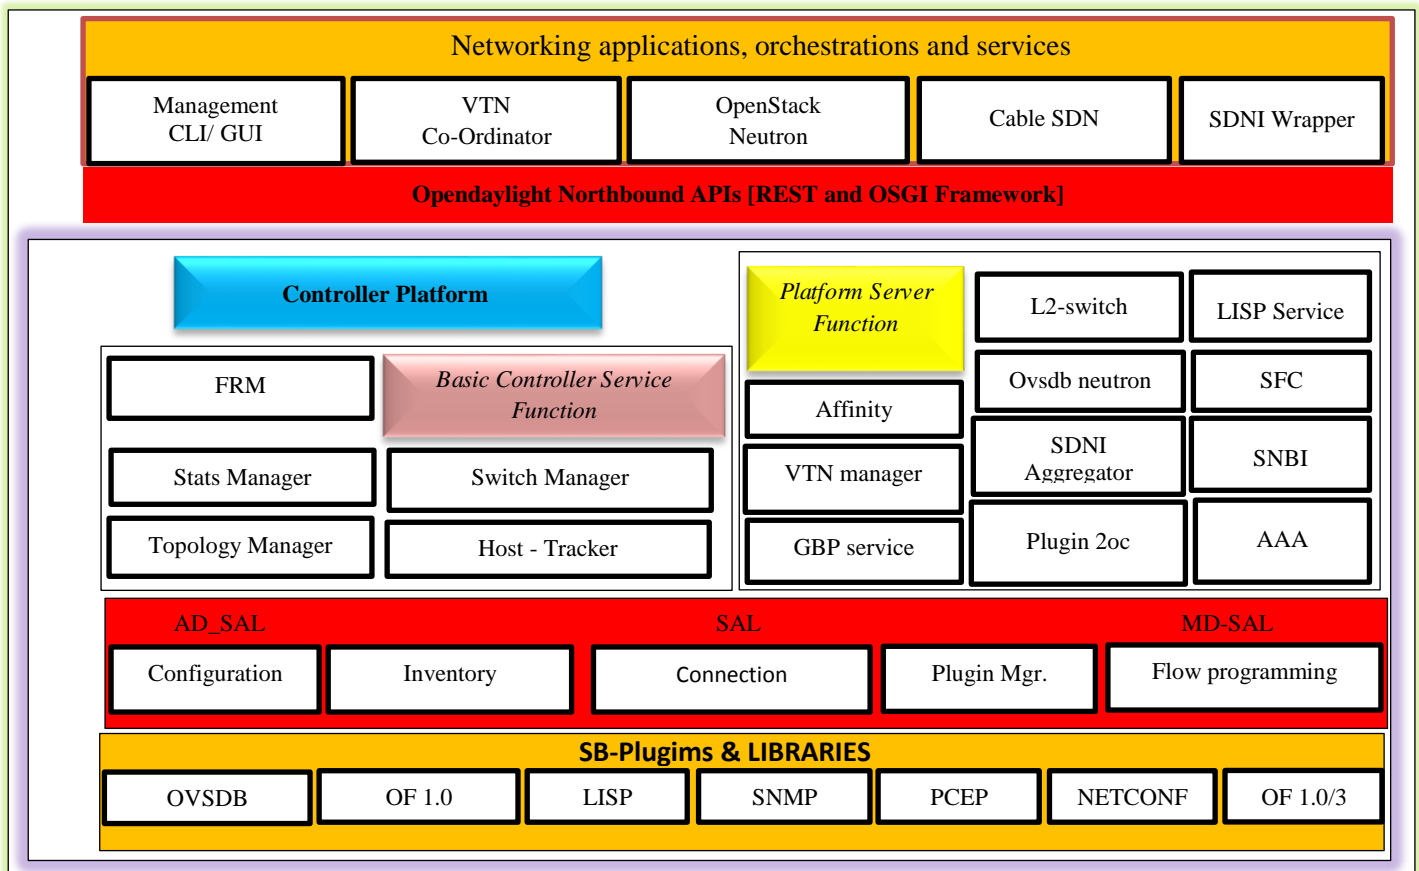 Networking applications, orchestrations and services
Management
CLI/ GUI
VTN
Co-Ordinator
OpenStack
Neutron
Cable SDN
SDNI Wrapper
Opendaylight Northbound APIs [REST and OSGI Framework]
Controller Platform
FRM
Basic Controller Service
Function
Stats Manager
Switch Manager
Topology Manager
Host - Tracker
Platform Server
Function
L2-switch
LISP Service
Affinity
Ovsdb neutron
SFC
VTN manager
SDNI
Aggregator
SNBI
GBP service
Plugin 2oc
AAA
AD_SAL
SAL
MD-SAL
Configuration
Inventory
Connection
Plugin Mgr.
Flow programming
SB-Plugims & LIBRARIES
OVSDB
OF 1.0
LISP
SNMP
PCEP
NETCONF
OF 1.0/3